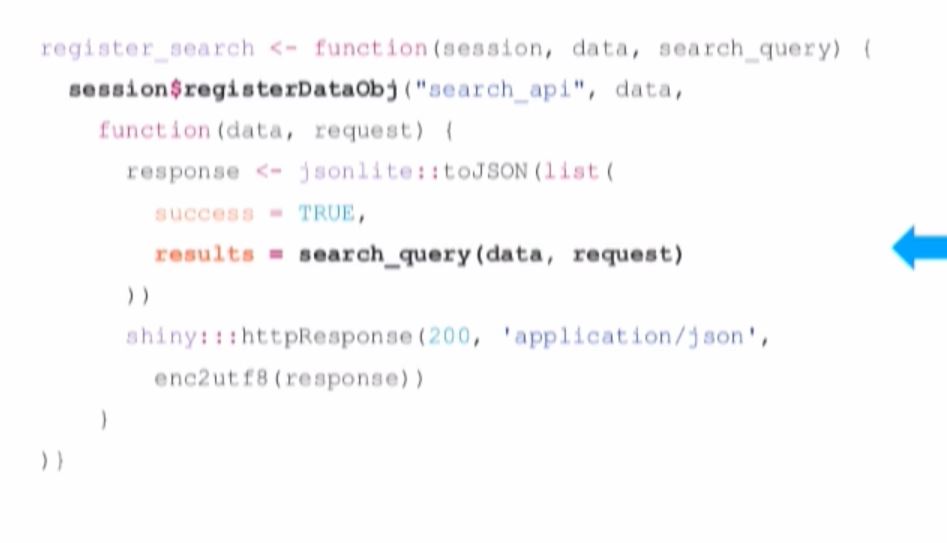 register_search <- function(session, data, search_query) {
session$registerDataObj("search_api", data,
function(data, request) {
response <- jsonlite::toJSON(list(
success = TRUE,
results = search_query(data, request)
))
shiny:::httpResponse(200, 'application/json',
enc2utf8(response))
}
)}